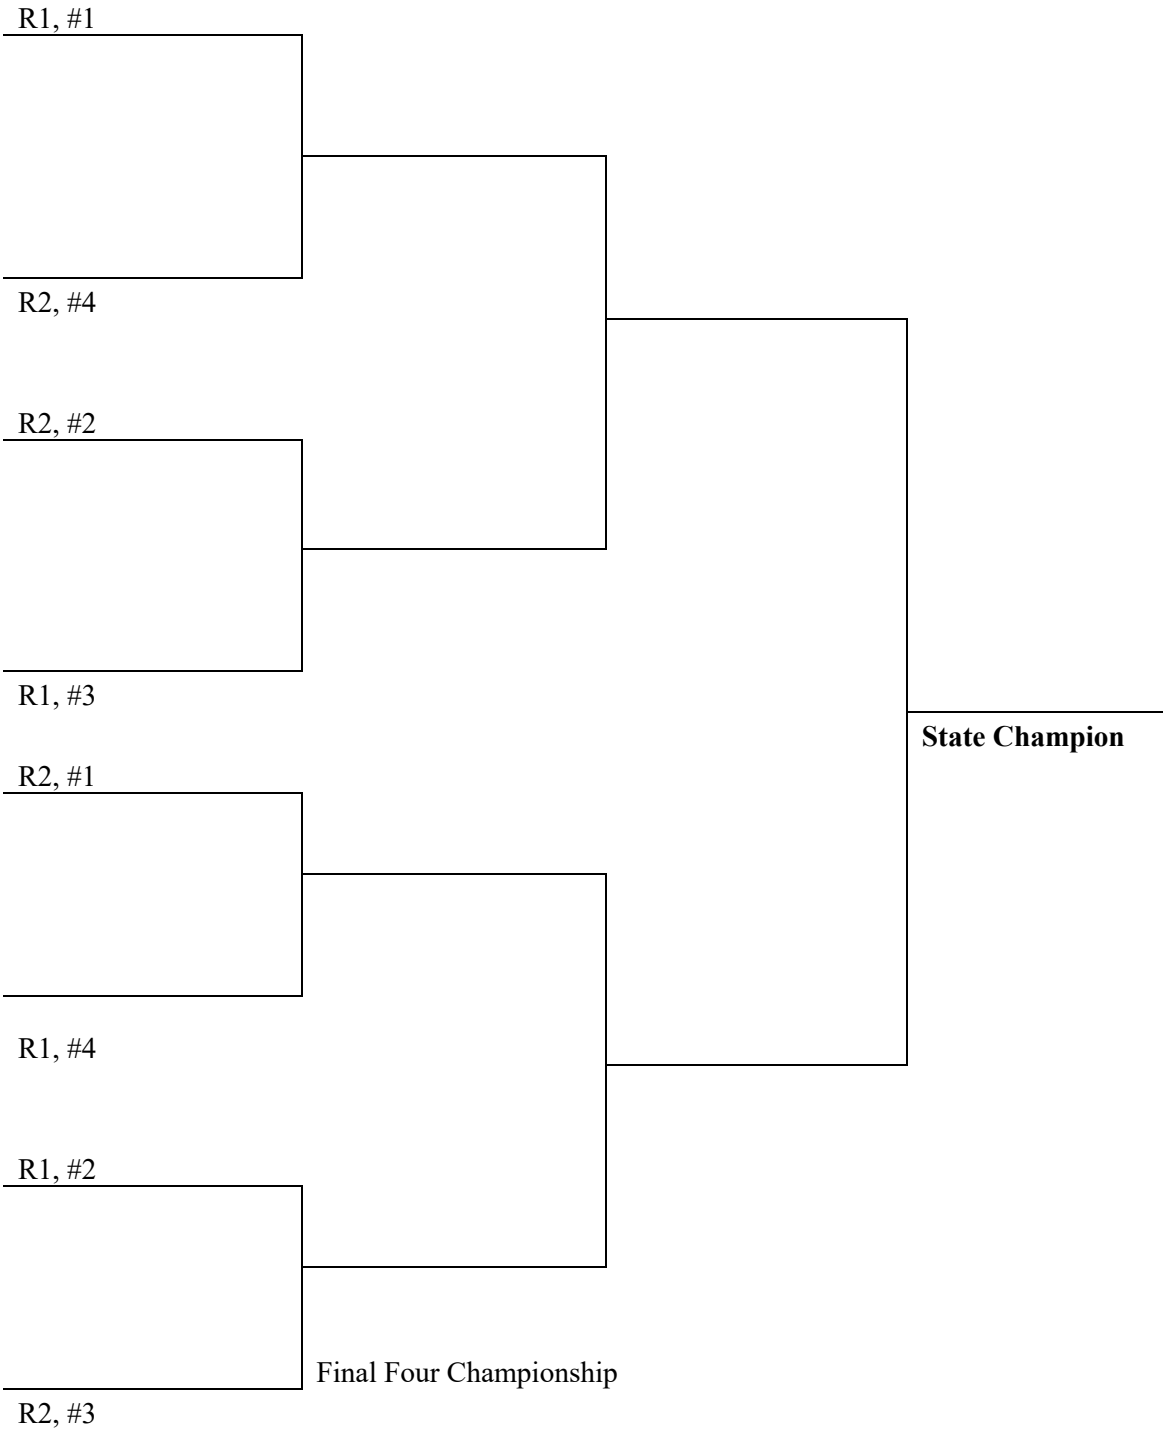 R1, #1
R2, #4
R2, #2
R1, #3
State Champion
R2, #1
R1, #4
R1, #2
Final Four Championship
R2, #3